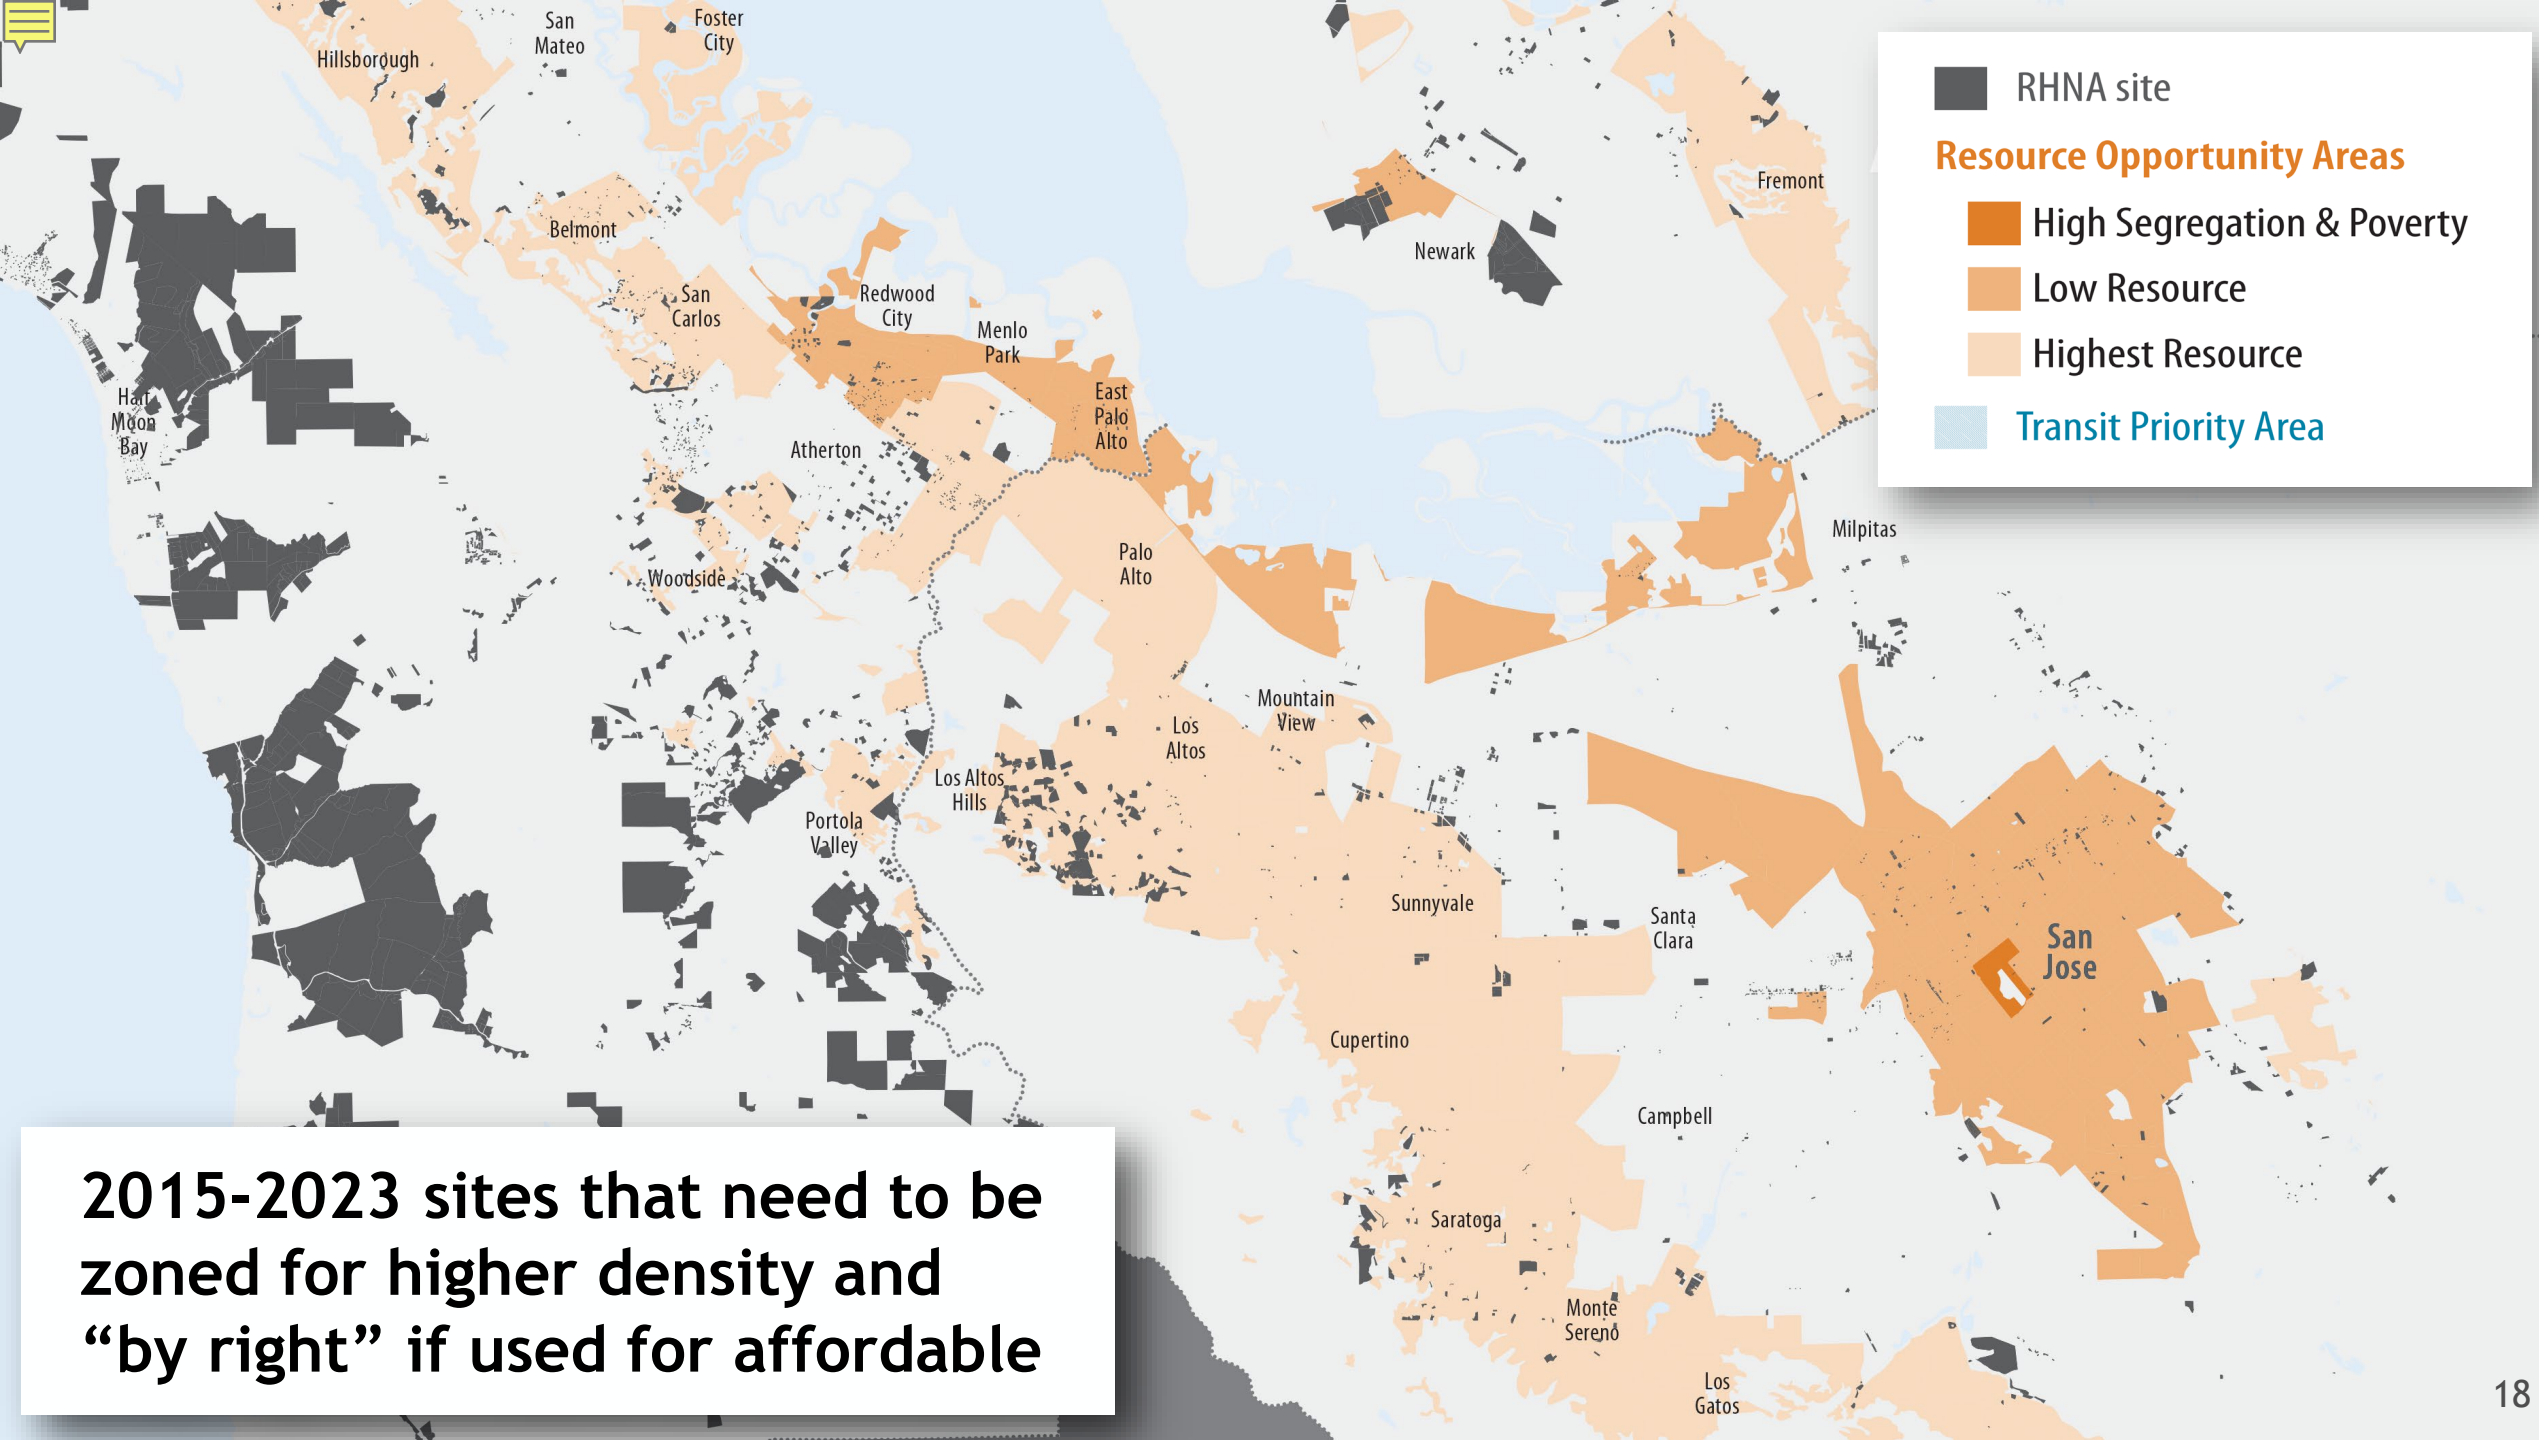 San
Mateo
Foster
City
Hillsborough
Belmont
San
Carlos
Redwood
City
Menlo
Park
East
Palo
Alto
Half
Moon
Bay
Atherton
Woodside
Palo
Alto
Newark
Fremont
RHNA site
Resource Opportunity Areas
High Segregation & Poverty
Low Resource
Highest Resource
Transit Priority Area
Milpitas
Mountain
View
Los
Altos
Los Altos
Hills
Portola
Valley
Sunnyvale
Santa
Clara
San
Jose
Cupertino
Campbell
Saratoga
Monte
Sereno
Los
Gatos
2015-2023 sites that need to be
zoned for higher density and
“by right” if used for affordable
18